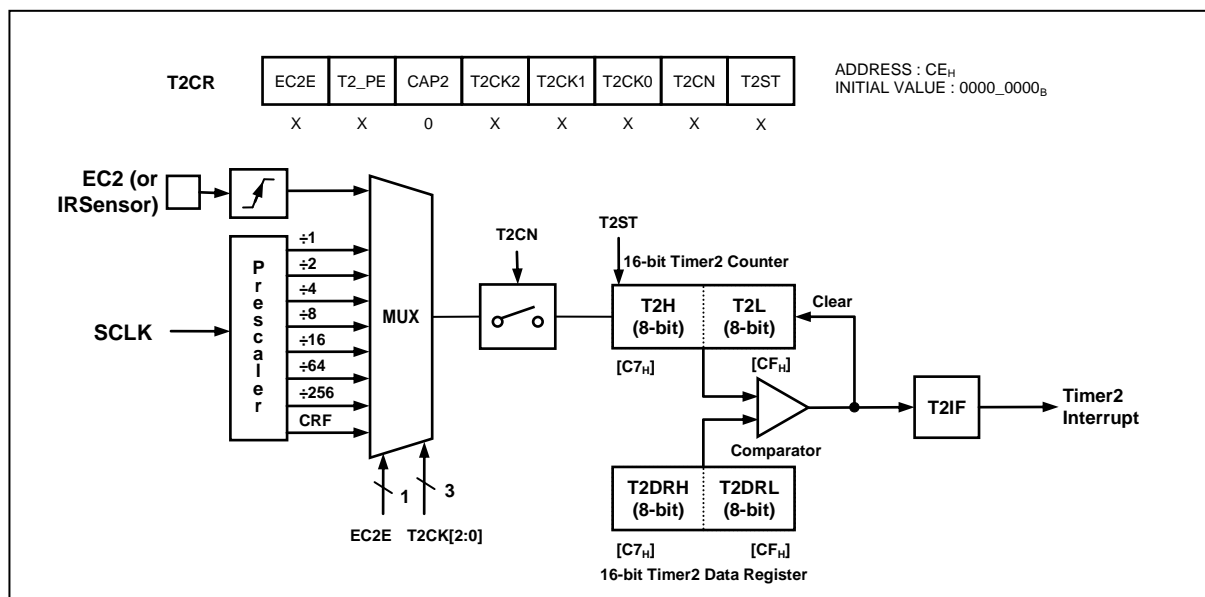 T2CR EC2E T2_PE CAP2 T2CK2 T2CK1 T2CK0 T2CN T2ST
X X 0 X X X X X
ADDRESS : CEH
INITIAL VALUE : 0000_0000B
EC2 (or
IRSensor)
SCLK
Prescaler
÷1
÷2
÷4
÷8
÷16
÷64
÷256
CRF
MUX
1
3
EC2E T2CK[2:0]
T2CN
T2ST
16-bit Timer2 Counter
T2H T2L
(8-bit) (8-bit)
Clear
[C7H] [CFH]
Comparator
T2IF
Timer2
Interrupt
T2DRH T2DRL
(8-bit) (8-bit)
[C7H] [CFH]
16-bit Timer2 Data Register